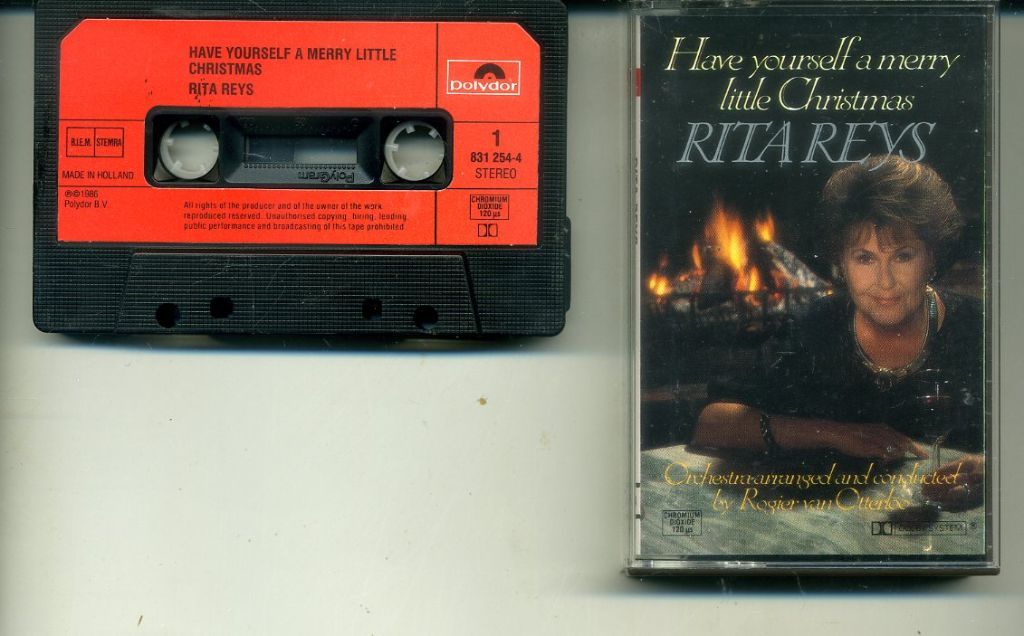 HAVE YOURSELF A MERRY LITTLE
CHRISTMAS
RITA REYS
polydor
B.I.E.M. STEMRA
MADE IN HOLLAND
℗©1986
Polydor B.V.
1
831 254-4
STEREO
CHROMIUM
DIOXIDE
120 µs
PolyGram
All rights of the producer and of the owner of the work
reproduced reserved. Unauthorised copying, hiring, lending,
public performance and broadcasting of this tape prohibited.
Have yourself a merry
little Christmas
RITA REYS
Orchestra arranged and conducted
by Rogier van Otterloo
CHROMIUM
DIOXIDE
120 µs
DOLBY SYSTEM ®